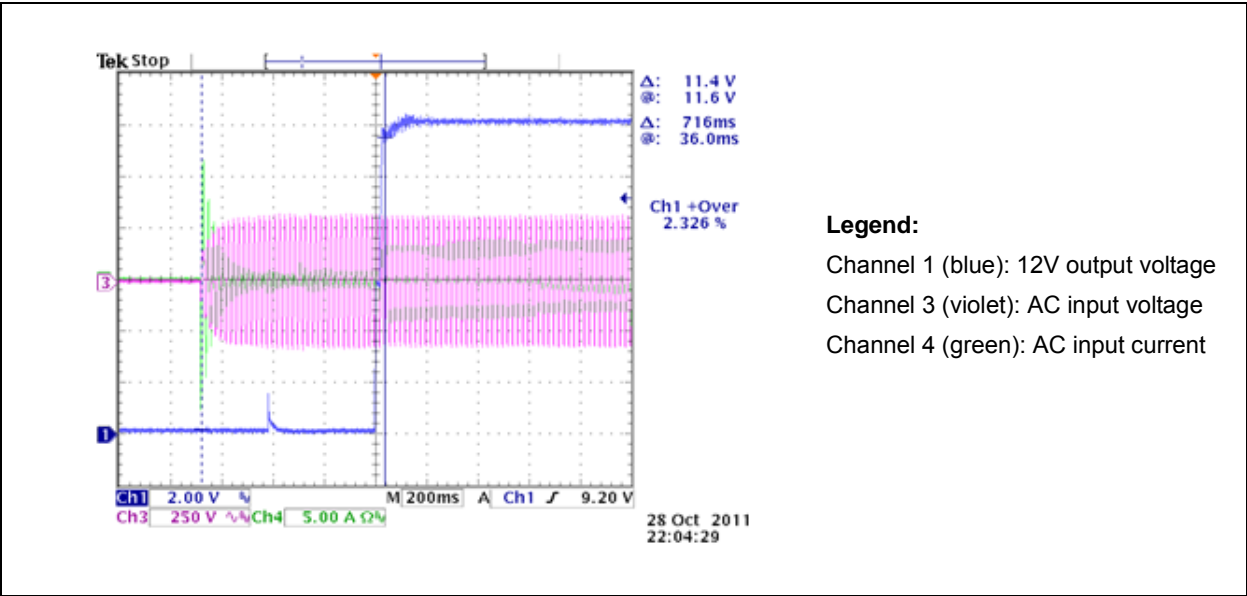 Tek Stop
Δ: 11.4 V
@: 11.6 V
Δ: 716ms
@: 36.0ms
Ch1 +Over
2.326 %
3
1
Ch1 2.00 V M 200ms A Ch1 9.20 V
Ch3 250 V Ch4 5.00 A Ω
28 Oct 2011
22:04:29
Legend:
Channel 1 (blue): 12V output voltage
Channel 3 (violet): AC input voltage
Channel 4 (green): AC input current